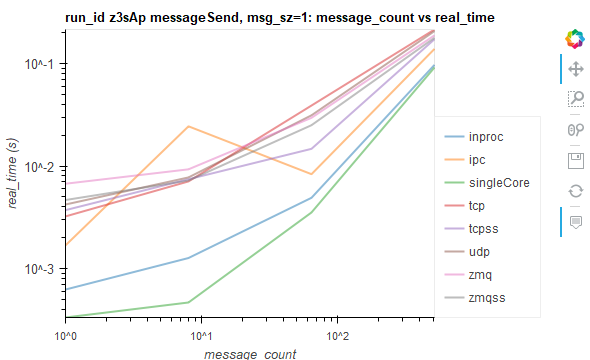 run_id z3sAp messageSend, msg_sz=1: message_count vs real_time
10^-1
10^-2
10^-3
real_time (s)
10^0
10^1
10^2
message_count
inproc
ipc
singleCore
tcp
tcpss
udp
zmq
zmqss